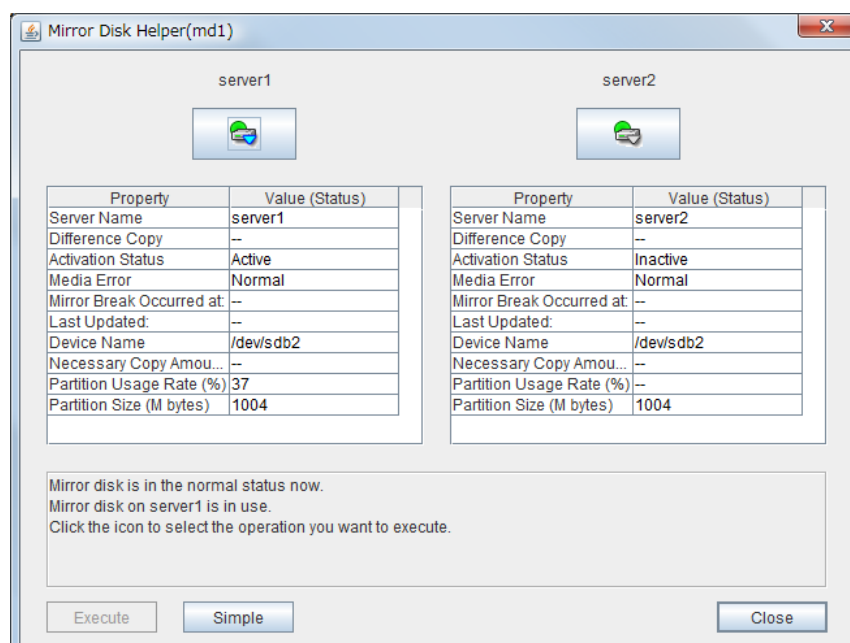 Mirror Disk Helper(md1)
server1
server2
Property Value (Status)
Server Name server1
Difference Copy --
Activation Status Active
Media Error Normal
Mirror Break Occurred at: --
Last Updated: --
Device Name /dev/sdb2
Necessary Copy Amou... --
Partition Usage Rate (%) 37
Partition Size (M bytes) 1004
Property Value (Status)
Server Name server2
Difference Copy --
Activation Status Inactive
Media Error Normal
Mirror Break Occurred at: --
Last Updated: --
Device Name /dev/sdb2
Necessary Copy Amou... --
Partition Usage Rate (%) --
Partition Size (M bytes) 1004
Mirror disk is in the normal status now.
Mirror disk on server1 is in use.
Click the icon to select the operation you want to execute.
Execute Simple Close